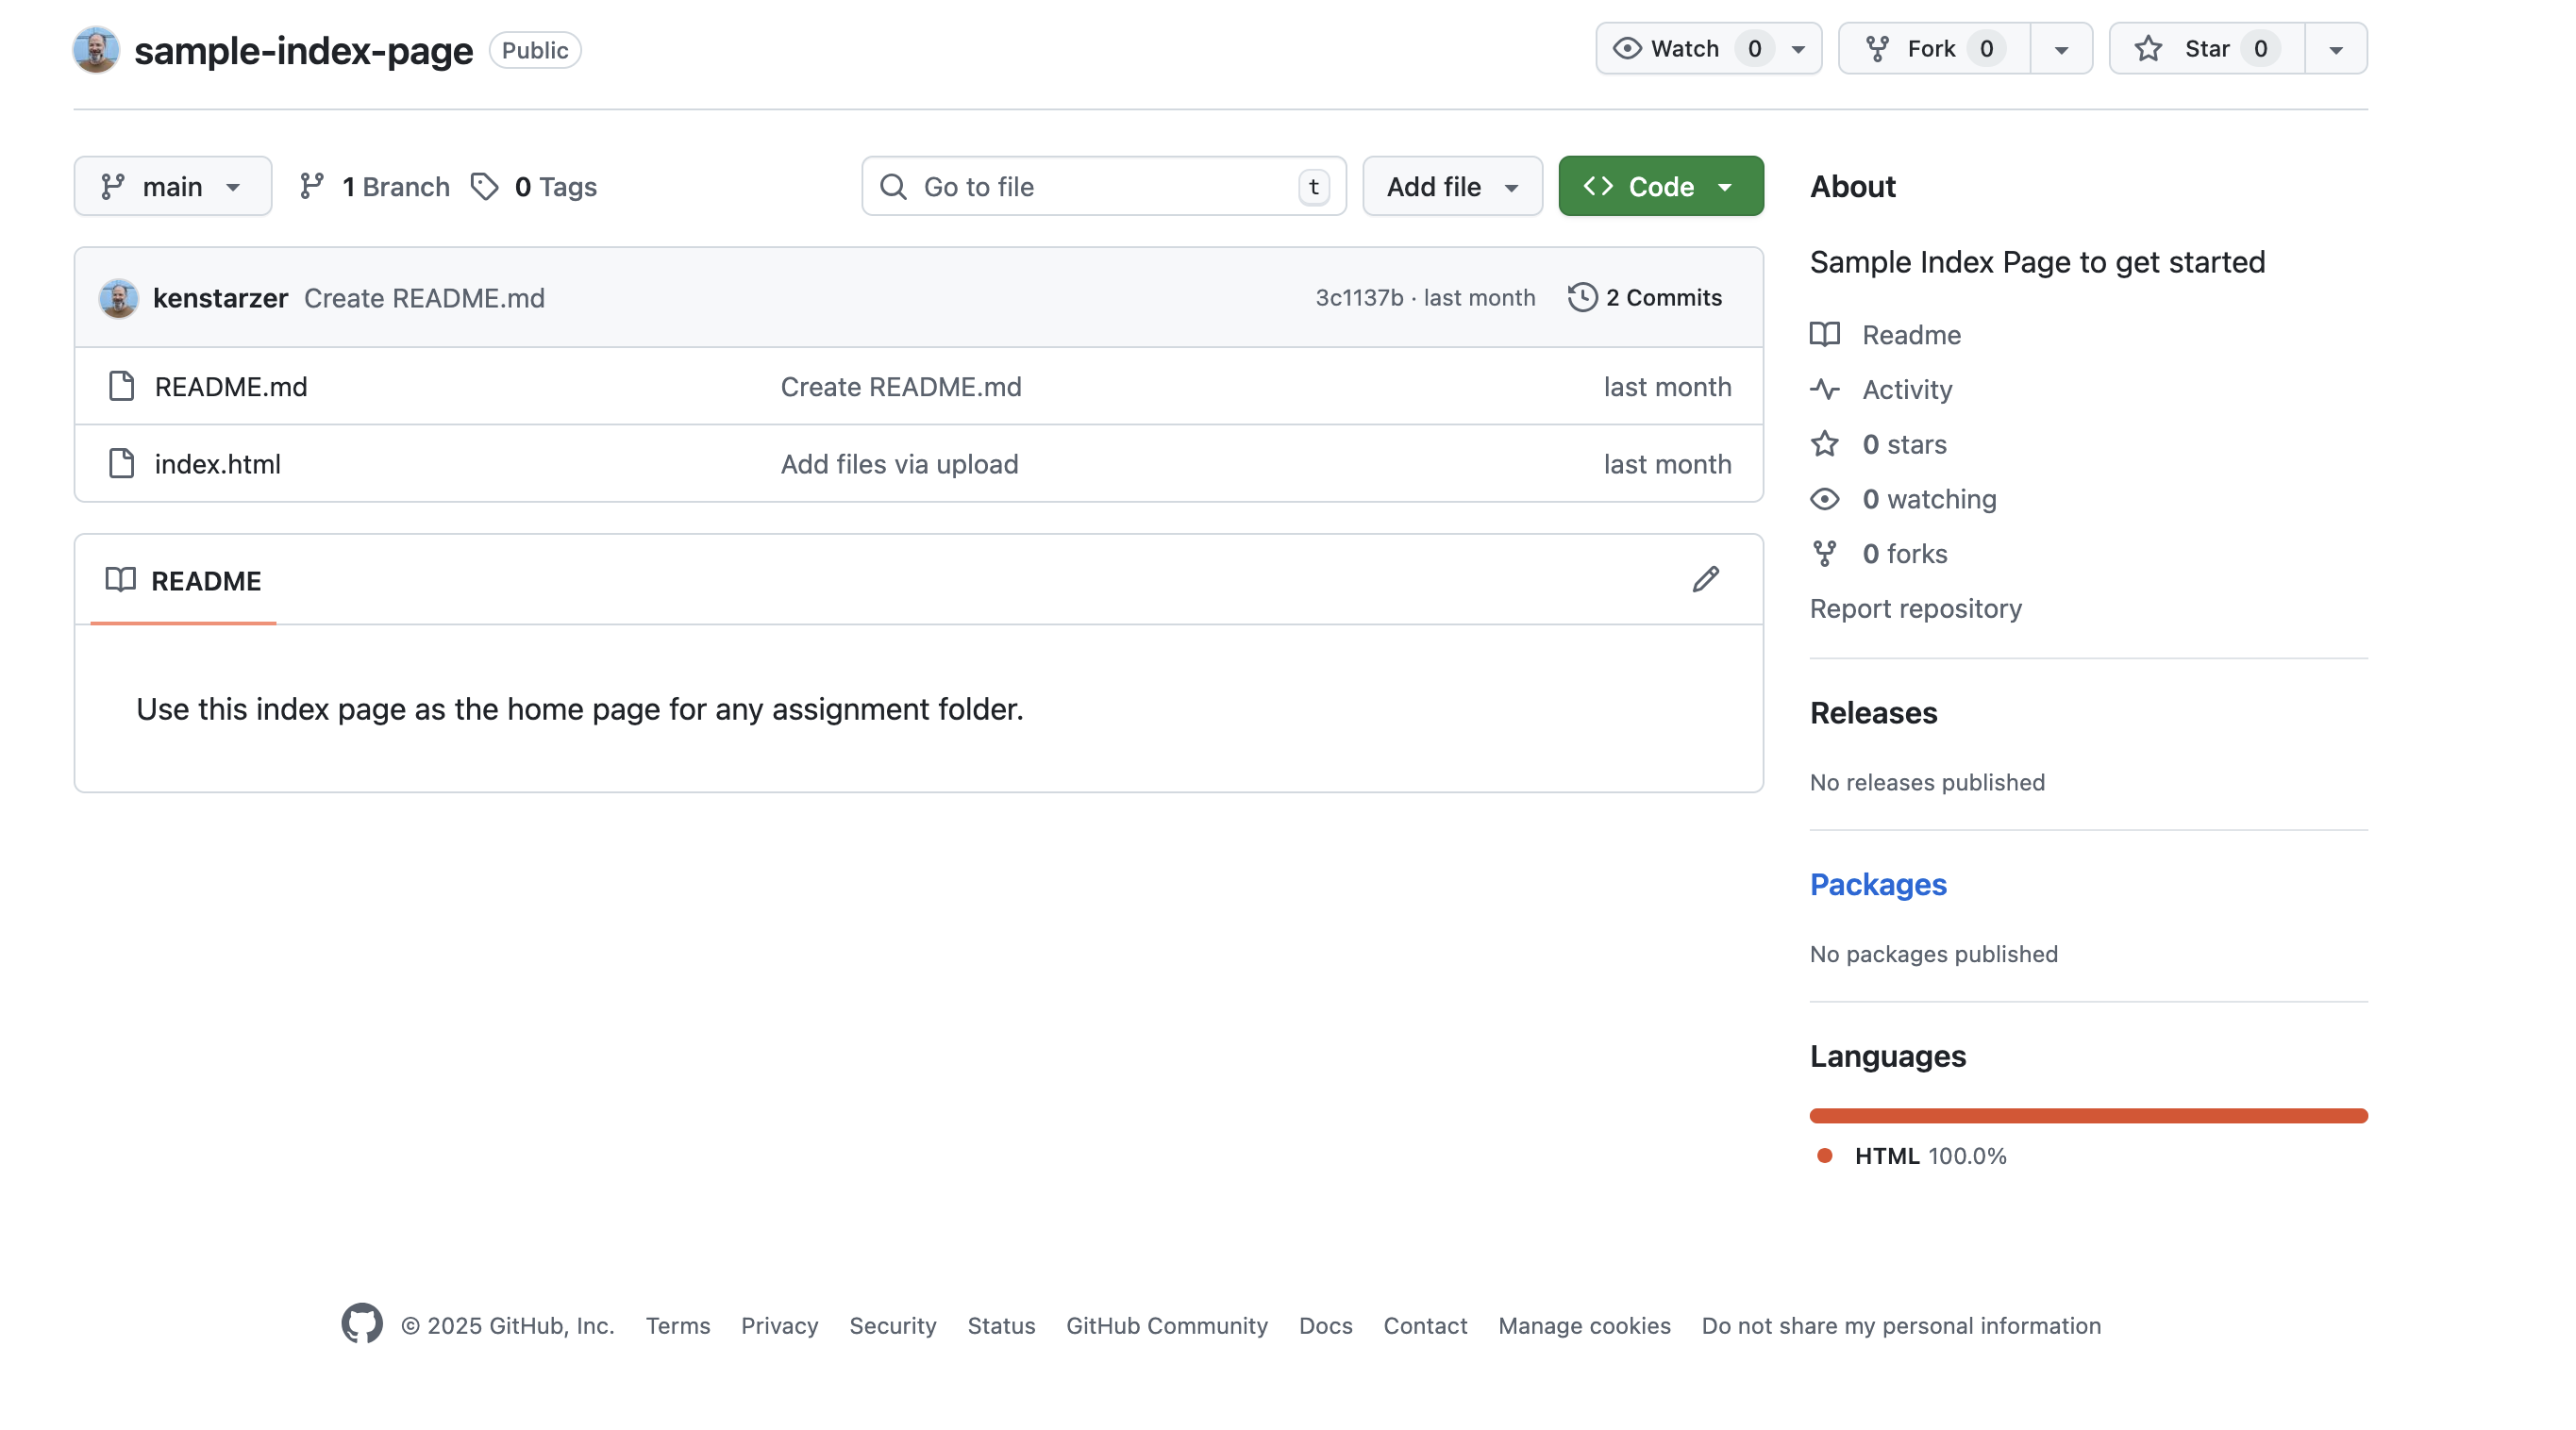 sample-index-page Public Watch 0 Fork 0 Star 0
main 1 Branch 0 Tags Go to file t Add file Code
kenstarzer Create README.md 3c1137b · last month 2 Commits
README.md Create README.md last month
index.html Add files via upload last month
README
Use this index page as the home page for any assignment folder.
About
Sample Index Page to get started
Readme
Activity
0 stars
0 watching
0 forks
Report repository
Releases
No releases published
Packages
No packages published
Languages
HTML 100.0%
© 2025 GitHub, Inc. Terms Privacy Security Status GitHub Community Docs Contact Manage cookies Do not share my personal information